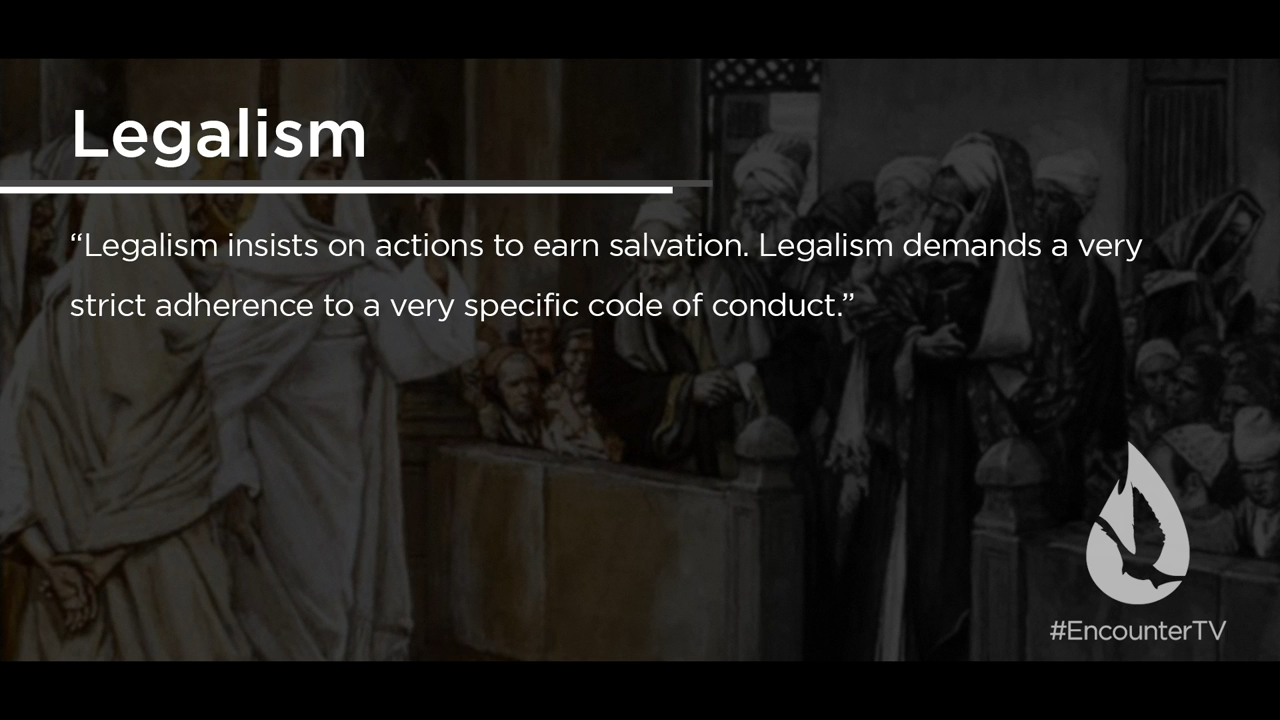 Legalism
“Legalism insists on actions to earn salvation. Legalism demands a very
strict adherence to a very specific code of conduct.”
#EncounterTV